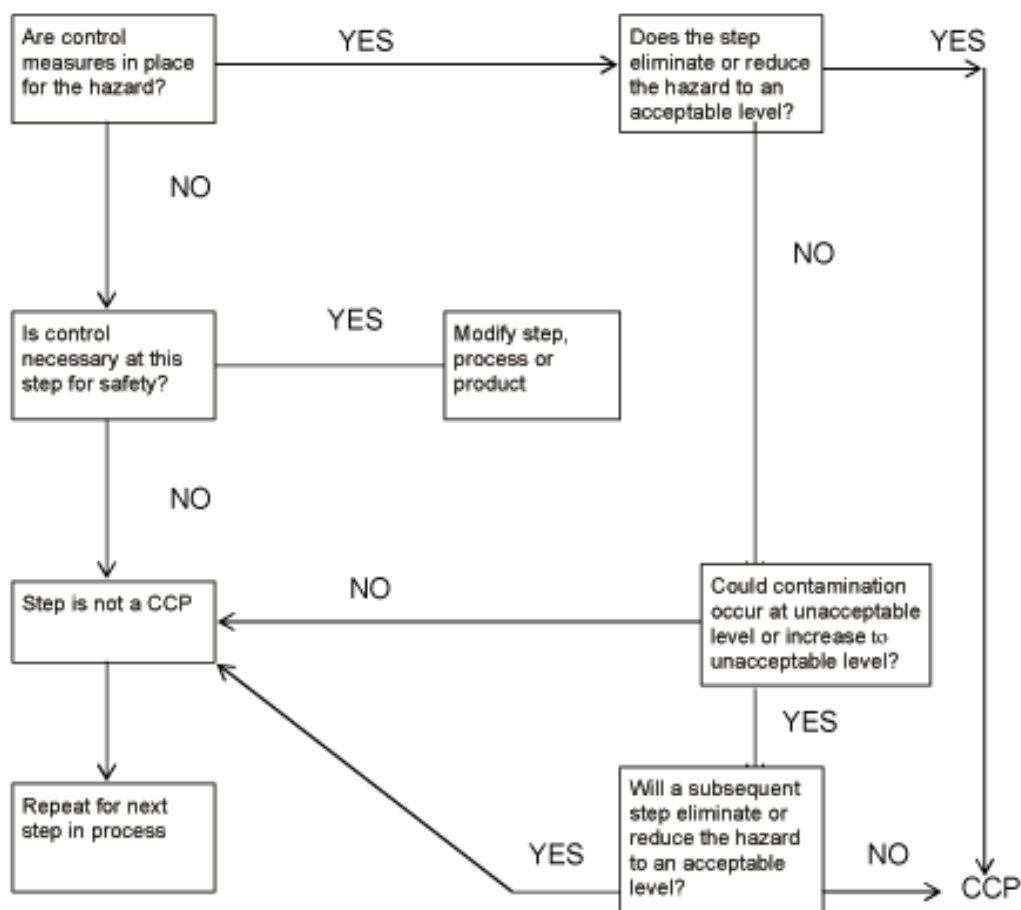 Are control
measures in place
for the hazard?
YES
Does the step
eliminate or reduce
the hazard to an
acceptable level?
YES
NO
NO
Is control
necessary at this
step for safety?
YES
Modify step,
process or
product
NO
Step is not a CCP
NO
Could contamination
occur at unacceptable
level or increase to
unacceptable level?
YES
Repeat for next
step in process
YES
Will a subsequent
step eliminate or
reduce the hazard
to an acceptable
level?
NO
CCP